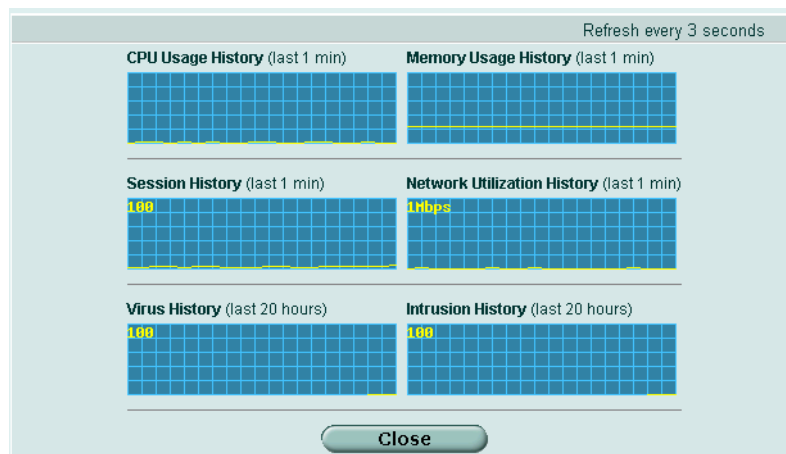 Refresh every 3 seconds
CPU Usage History (last 1 min) Memory Usage History (last 1 min)
Session History (last 1 min) Network Utilization History (last 1 min)
100 1Mbps
Virus History (last 20 hours) Intrusion History (last 20 hours)
100 100
Close